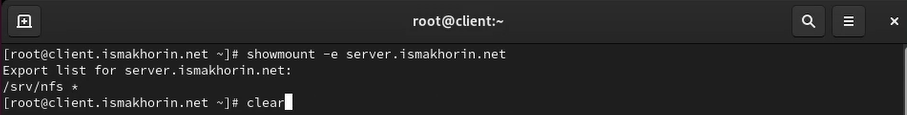 root@client:~
[root@client.ismakhorin.net ~]# showmount -e server.ismakhorin.net
Export list for server.ismakhorin.net:
/srv/nfs *
[root@client.ismakhorin.net ~]# clear